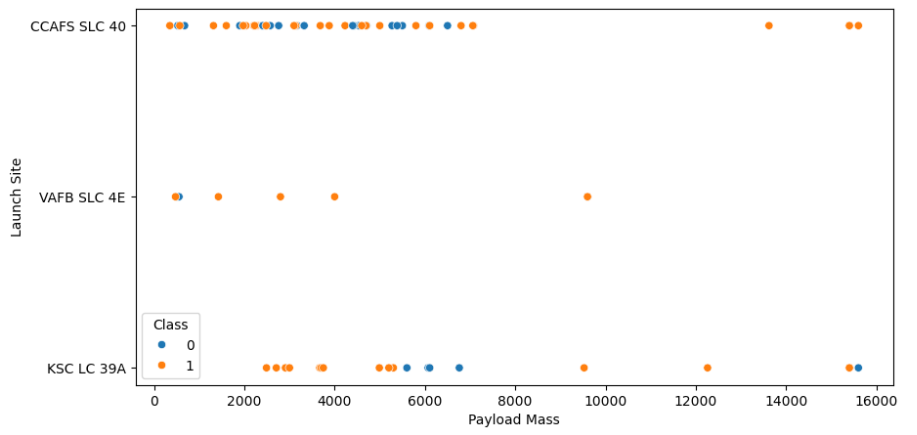 CCAFS SLC 40
VAFB SLC 4E
KSC LC 39A
Launch Site
Class
0
1
0 2000 4000 6000 8000 10000 12000 14000 16000
Payload Mass